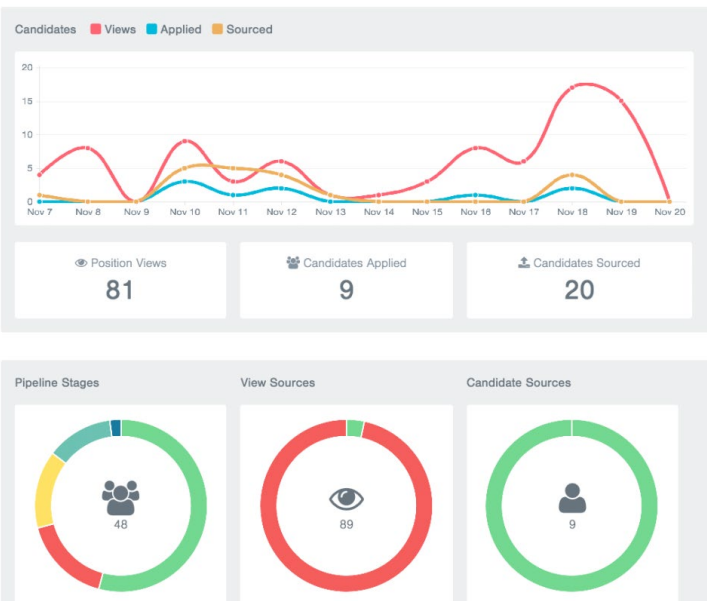 Candidates Views Applied Sourced
20
15
10
5
0
Nov 7 Nov 8 Nov 9 Nov 10 Nov 11 Nov 12 Nov 13 Nov 14 Nov 15 Nov 16 Nov 17 Nov 18 Nov 19 Nov 20
Position Views Candidates Applied Candidates Sourced
81 9 20
Pipeline Stages View Sources Candidate Sources
48 89 9